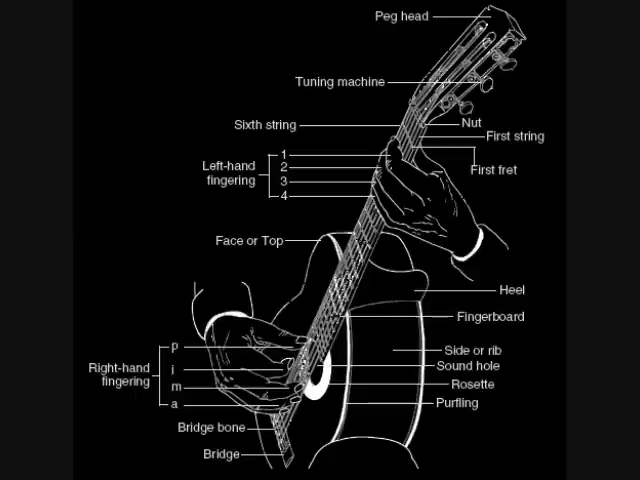 Peg head
Tuning machine
Sixth string
Nut
First string
Left-hand
fingering
1
2
3
4
First fret
Face or Top
Heel
Fingerboard
Right-hand
fingering
p
i
m
a
Side or rib
Sound hole
Rosette
Purfling
Bridge bone
Bridge